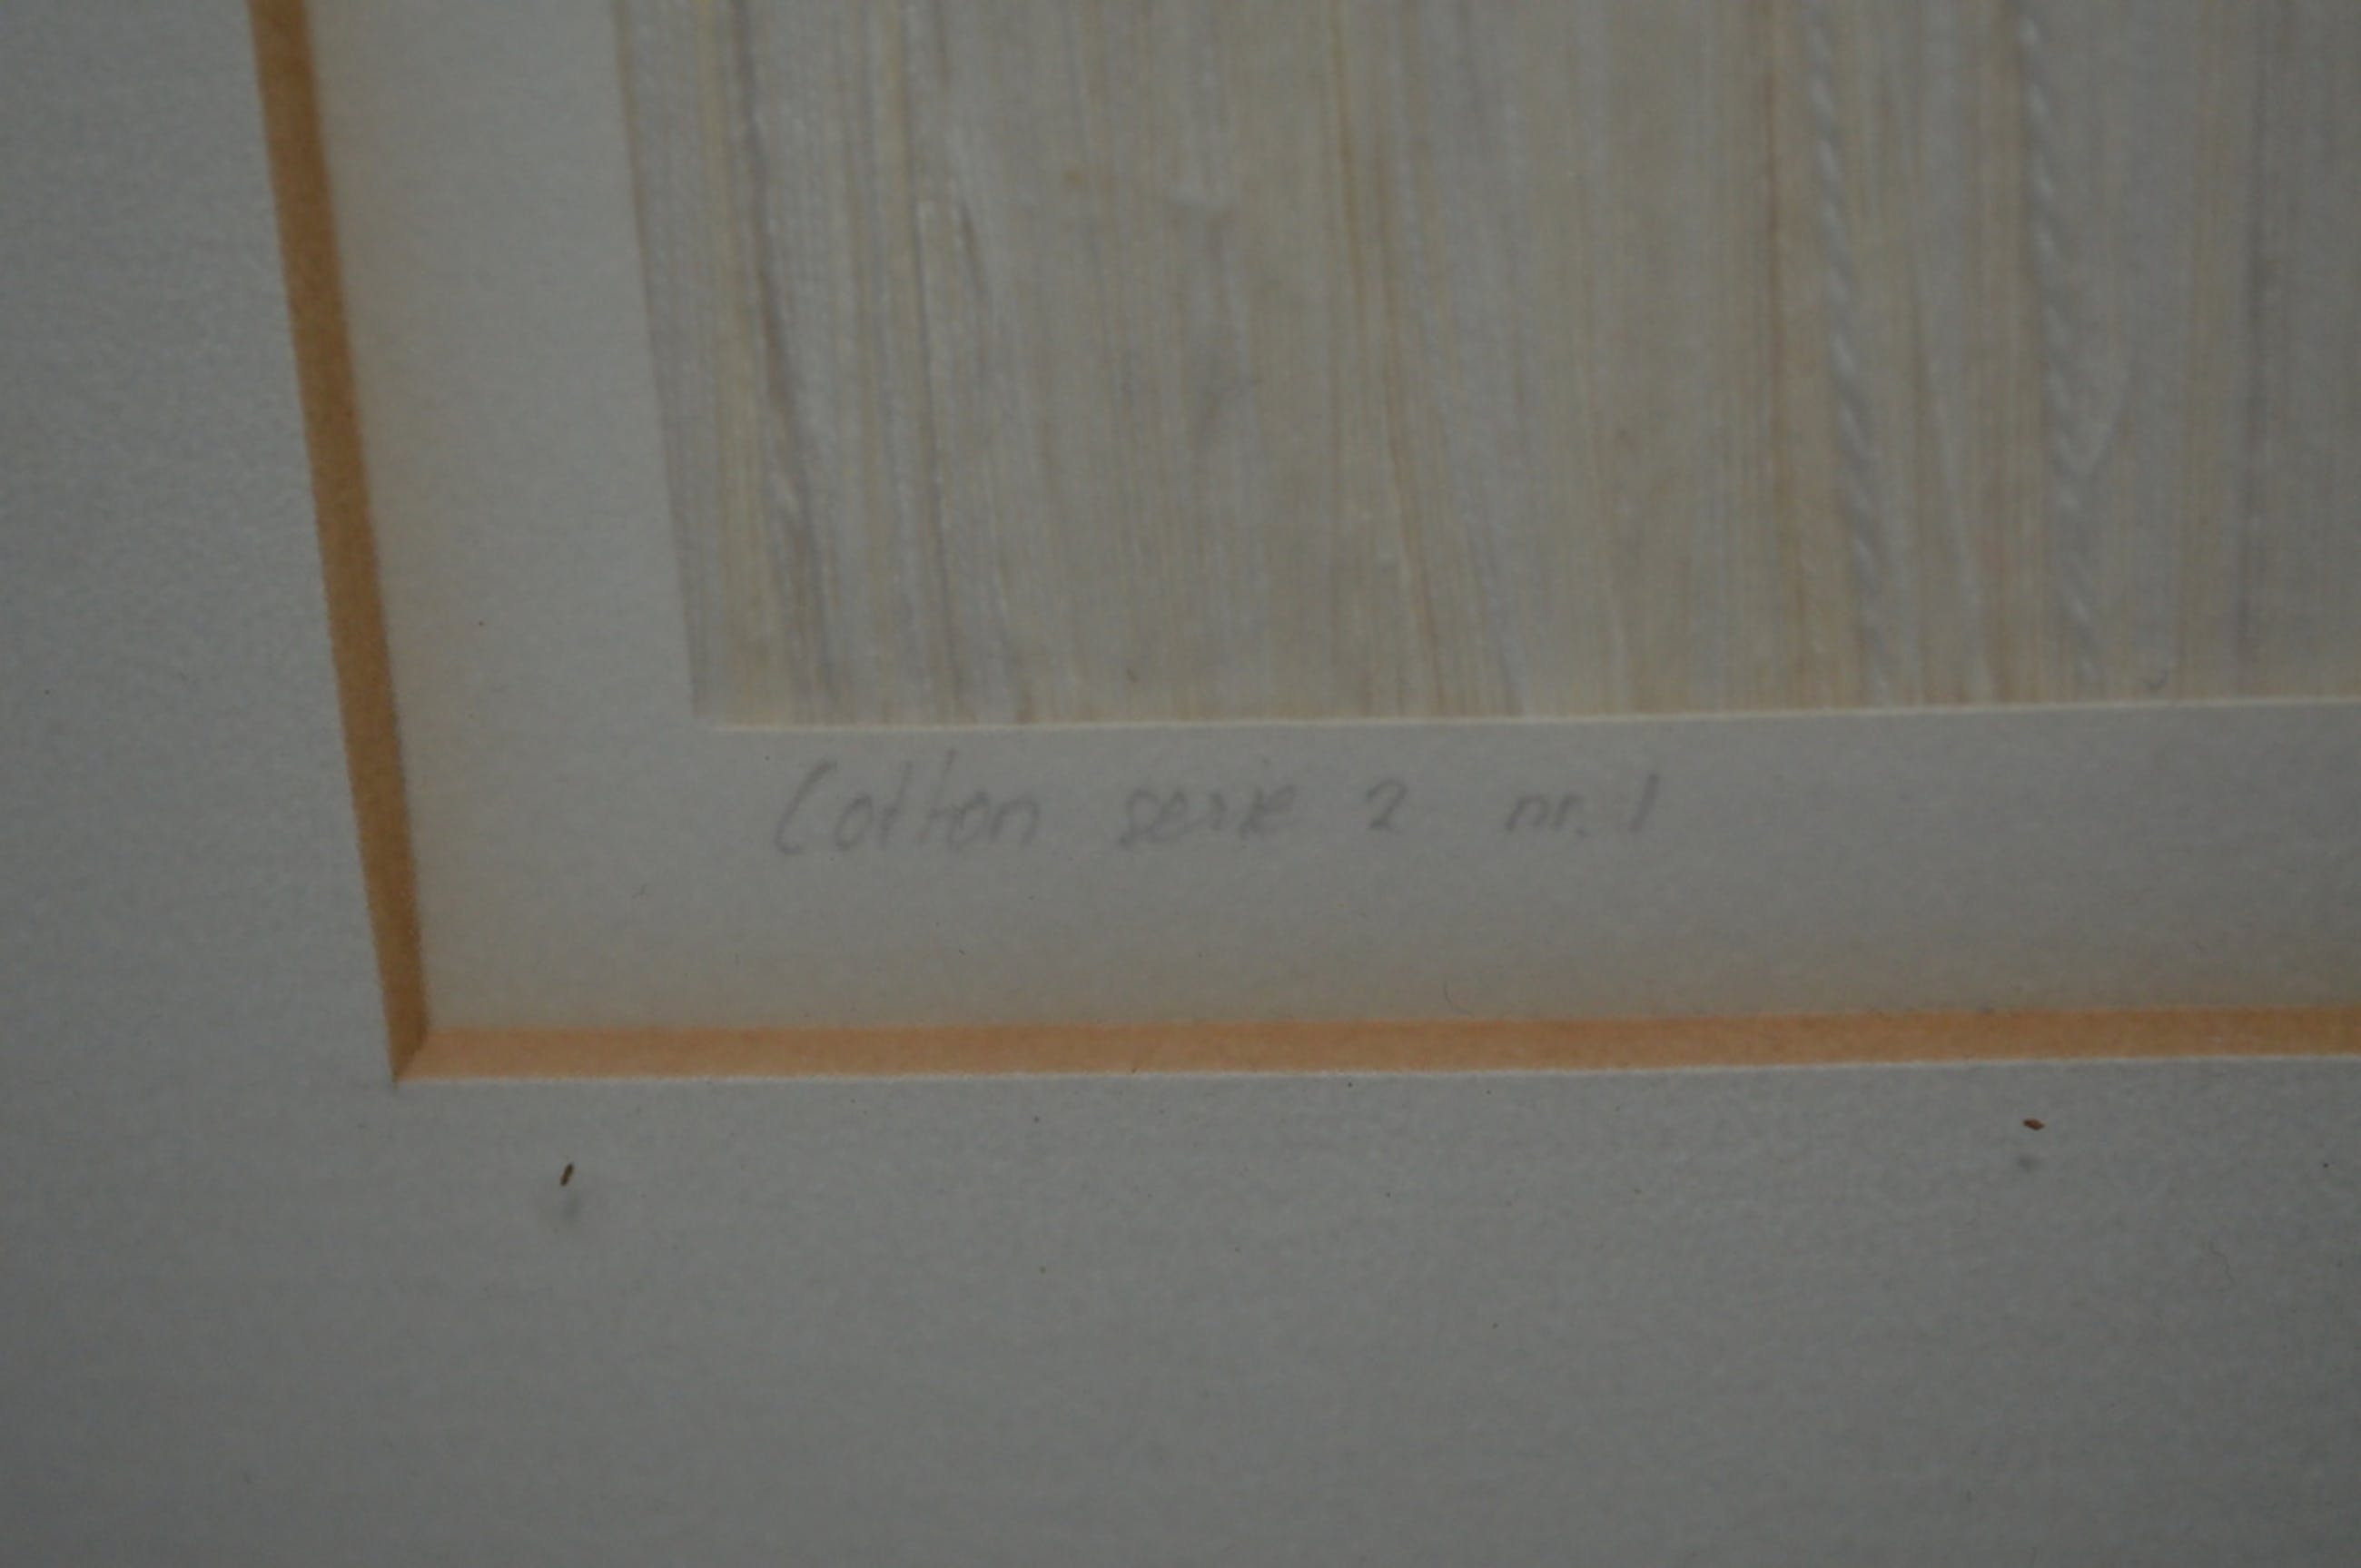 Cotton serie 2 nr. 1